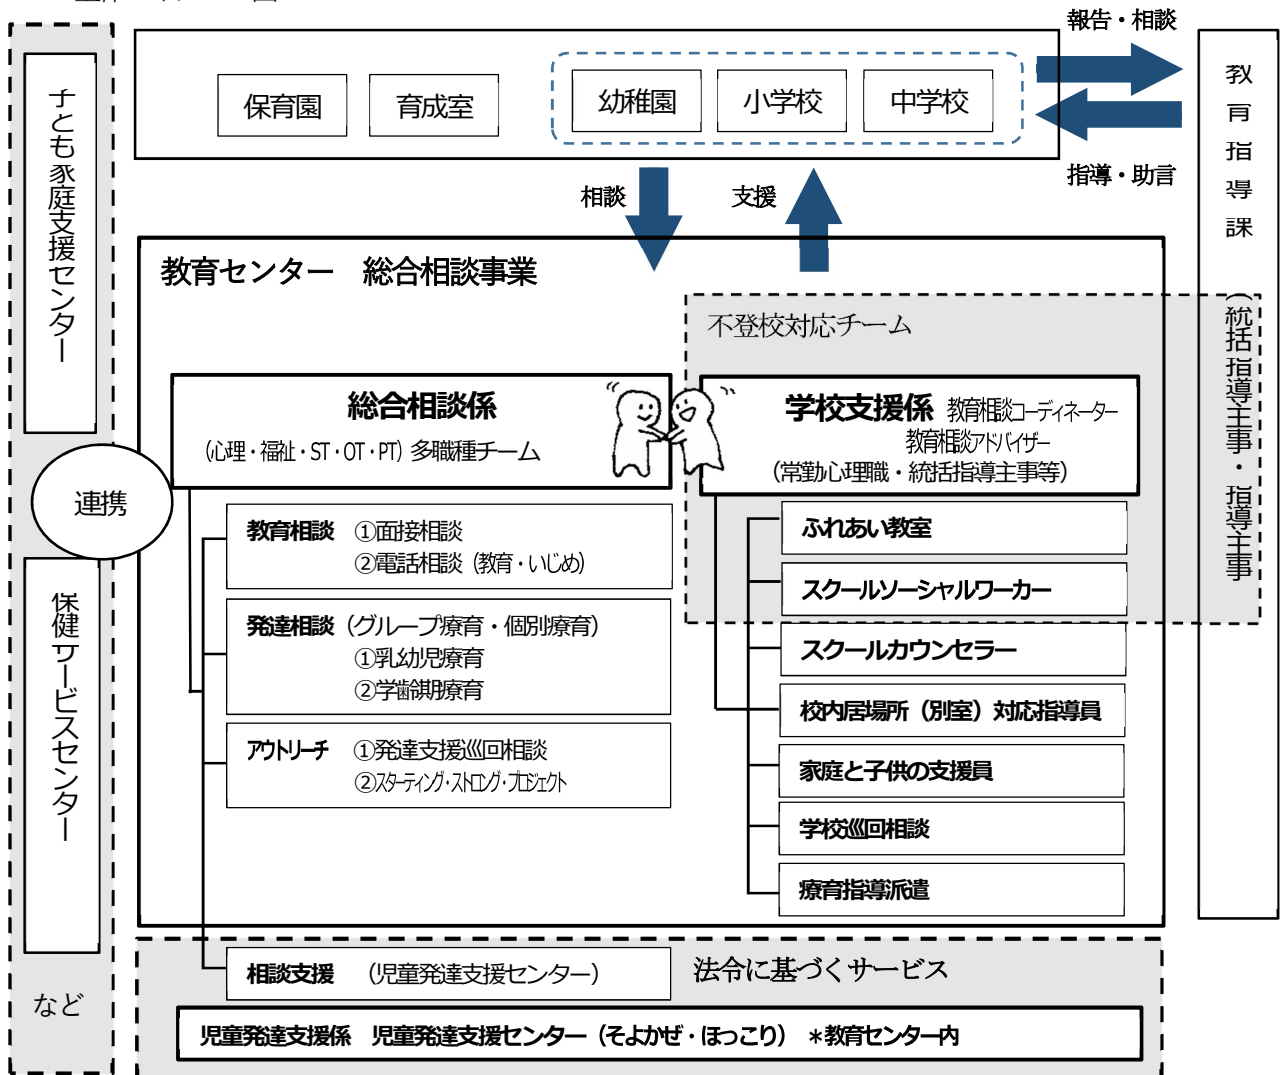 報告・相談
子ども家庭支援センター
保育園
育成室
幼稚園
小学校
中学校
教育指導課
指導・助言
相談
支援
教育センター　総合相談事業
不登校対応チーム
(統括指導主事・指導主事
総合相談係
（心理・福祉・ST・OT・PT）多職種チーム
学校支援係 教育相談コーディネーター
教育相談アドバイザー
（常勤心理職・統括指導主事等）
連携
教育相談　①面接相談
②電話相談（教育・いじめ）
発達相談（グループ療育・個別療育）
①乳幼児療育
②学齢期療育
アウトリーチ　①発達支援巡回相談
②スターティング・ストロング・プロジェクト
ふれあい教室
スクールソーシャルワーカー
スクールカウンセラー
校内居場所（別室）対応指導員
家庭と子供の支援員
学校巡回相談
療育指導派遣
保健サービスセンター
など
相談支援　（児童発達支援センター）
法令に基づくサービス
児童発達支援係　児童発達支援センター（そよかぜ・ほっこり）　＊教育センター内